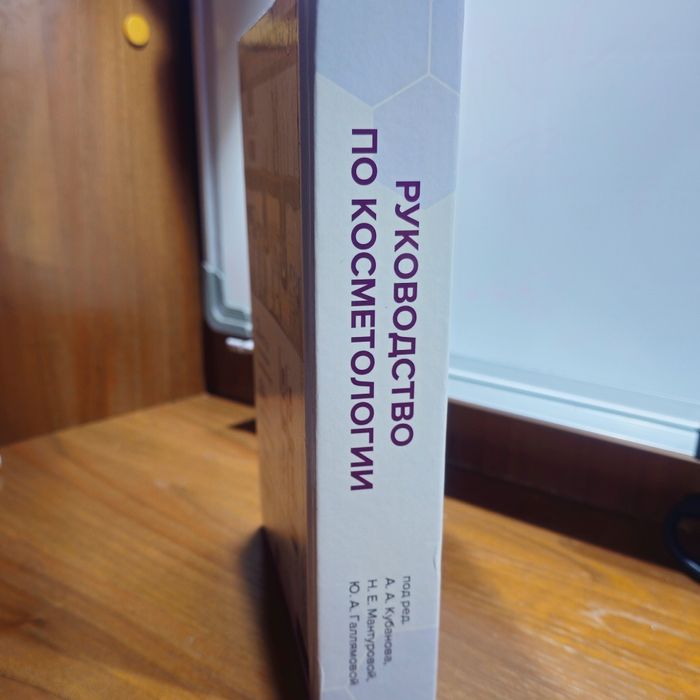 РУКОВОДСТВО
ПО КОСМЕТОЛОГИИ
под ред.
А. А. Кубанова,
Н. Е. Мантуровой,
Ю. А. Галлямовой